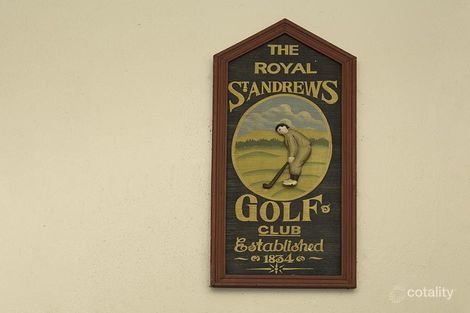 THE
ROYAL
ST ANDREWS
GOLF
CLUB
Established
1834
cotality